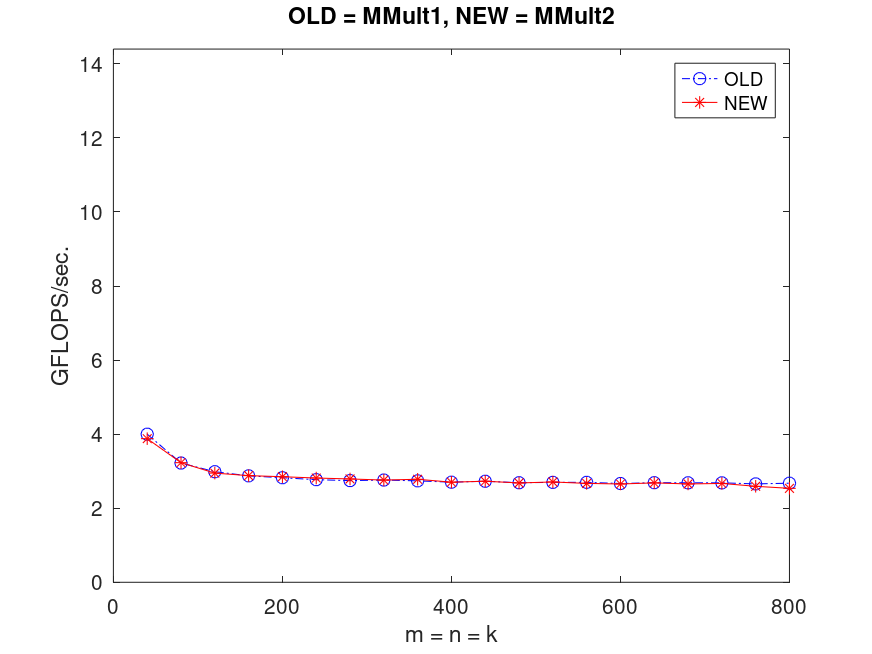 OLD = MMult1, NEW = MMult2
OLD
NEW
GFLOPS/sec.
14
12
10
8
6
4
2
0
0 200 400 600 800
m = n = k